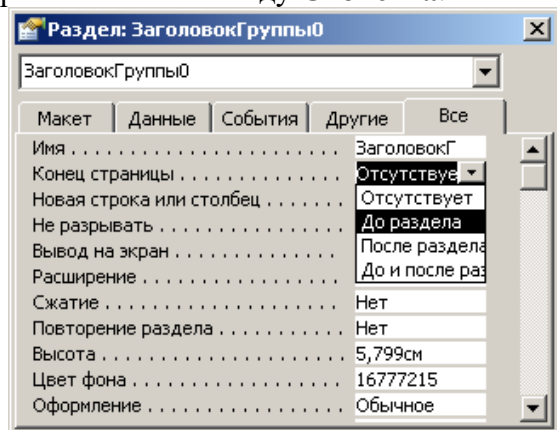 Раздел: ЗаголовокГруппы0
ЗаголовокГруппы0
Макет Данные События Другие Все
Имя . . . . . . . . . . . . . . . . . . . . . . . ЗаголовокГ
Конец страницы . . . . . . . . . . . . . Отсутствуе
Новая строка или столбец . . . . . . . Отсутствует
Не разрывать . . . . . . . . . . . . . . . До раздела
Вывод на экран . . . . . . . . . . . . . После раздела
Расширение . . . . . . . . . . . . . . . . До и после раз
Сжатие . . . . . . . . . . . . . . . . . . . . Нет
Повторение раздела . . . . . . . . . . Нет
Высота . . . . . . . . . . . . . . . . . . . . 5,799см
Цвет фона . . . . . . . . . . . . . . . . . 16777215
Оформление . . . . . . . . . . . . . . . . Обычное